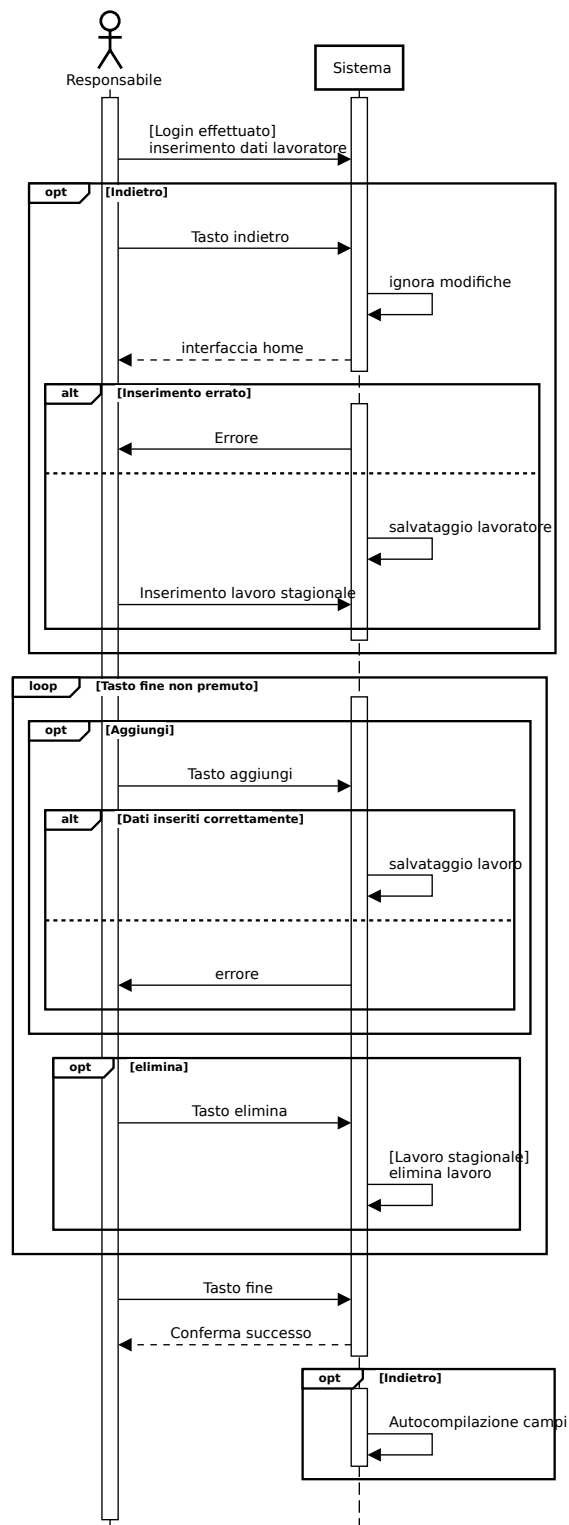 Responsabile
Sistema
[Login effettuato]
inserimento dati lavoratore
opt [Indietro]
Tasto indietro
ignora modifiche
interfaccia home
alt [Inserimento errato]
Errore
salvataggio lavoratore
Inserimento lavoro stagionale
loop [Tasto fine non premuto]
opt [Aggiungi]
Tasto aggiungi
alt [Dati inseriti correttamente]
salvataggio lavoro
errore
opt [elimina]
Tasto elimina
[Lavoro stagionale]
elimina lavoro
Tasto fine
Conferma successo
opt [Indietro]
Autocompilazione campi